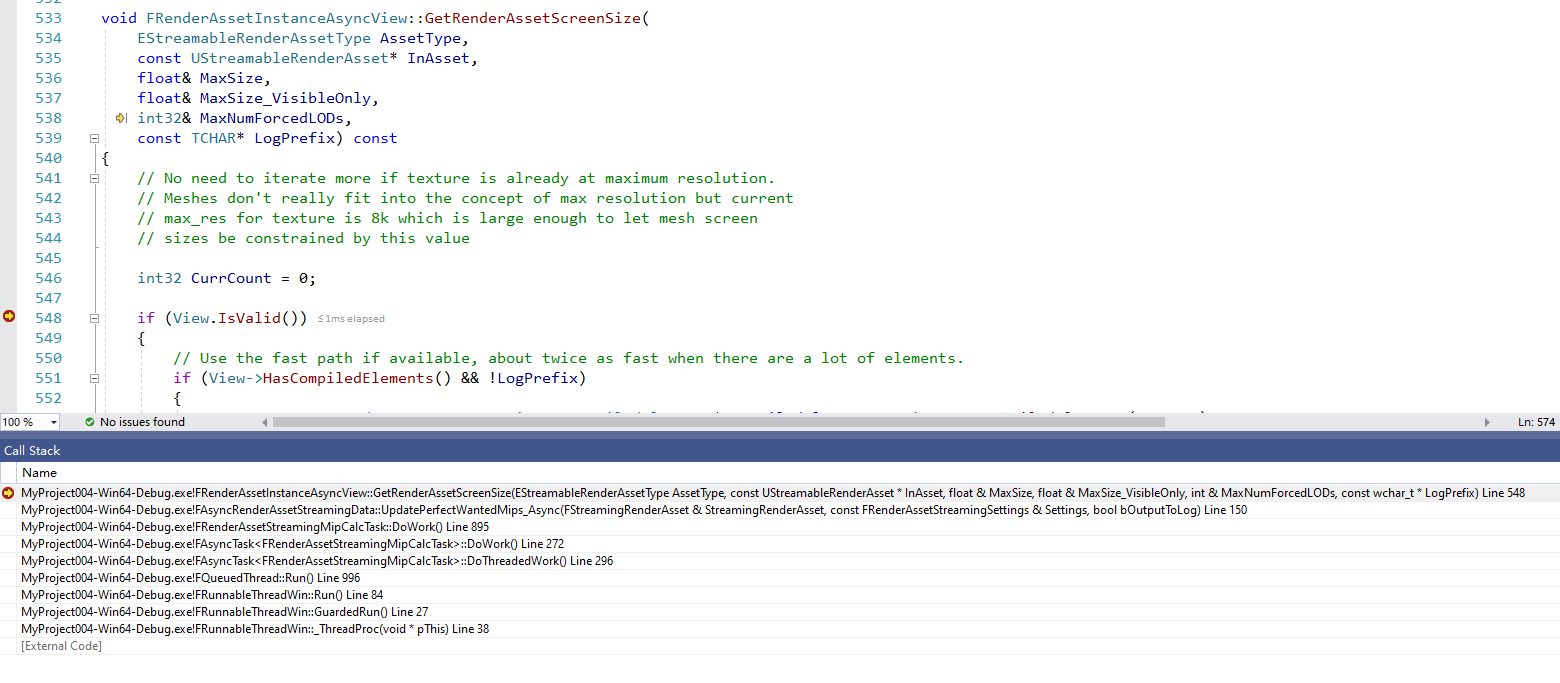 533 void FRenderAssetInstanceAsyncView::GetRenderAssetScreenSize(
534 EStreamableRenderAssetType AssetType,
535 const UStreamableRenderAsset* InAsset,
536 float& MaxSize,
537 float& MaxSize_VisibleOnly,
538 int32& MaxNumForcedLODs,
539 const TCHAR* LogPrefix) const
540 {
541 // No need to iterate more if texture is already at maximum resolution.
542 // Meshes don't really fit into the concept of max resolution but current
543 // max_res for texture is 8k which is large enough to let mesh screen
544 // sizes be constrained by this value
545
546 int32 CurrCount = 0;
547
548 if (View.IsValid()) ≤1ms elapsed
549 {
550 // Use the fast path if available, about twice as fast when there are a lot of elements.
551 if (View->HasCompiledElements() && !LogPrefix)
552 {
100 % No issues found Ln: 574
Call Stack
Name
MyProject004-Win64-Debug.exe!FRenderAssetInstanceAsyncView::GetRenderAssetScreenSize(EStreamableRenderAssetType AssetType, const UStreamableRenderAsset * InAsset, float & MaxSize, float & MaxSize_VisibleOnly, int & MaxNumForcedLODs, const wchar_t * LogPrefix) Line 548
MyProject004-Win64-Debug.exe!FAsyncRenderAssetStreamingData::UpdatePerfectWantedMips_Async(FStreamingRenderAsset & StreamingRenderAsset, const FRenderAssetStreamingSettings & Settings, bool bOutputToLog) Line 150
MyProject004-Win64-Debug.exe!FRenderAssetStreamingMipCalcTask::DoWork() Line 895
MyProject004-Win64-Debug.exe!FAsyncTask<FRenderAssetStreamingMipCalcTask>::DoWork() Line 272
MyProject004-Win64-Debug.exe!FAsyncTask<FRenderAssetStreamingMipCalcTask>::DoThreadedWork() Line 296
MyProject004-Win64-Debug.exe!FQueuedThread::Run() Line 996
MyProject004-Win64-Debug.exe!FRunnableThreadWin::Run() Line 84
MyProject004-Win64-Debug.exe!FRunnableThreadWin::GuardedRun() Line 27
MyProject004-Win64-Debug.exe!FRunnableThreadWin::_ThreadProc(void * pThis) Line 38
[External Code]